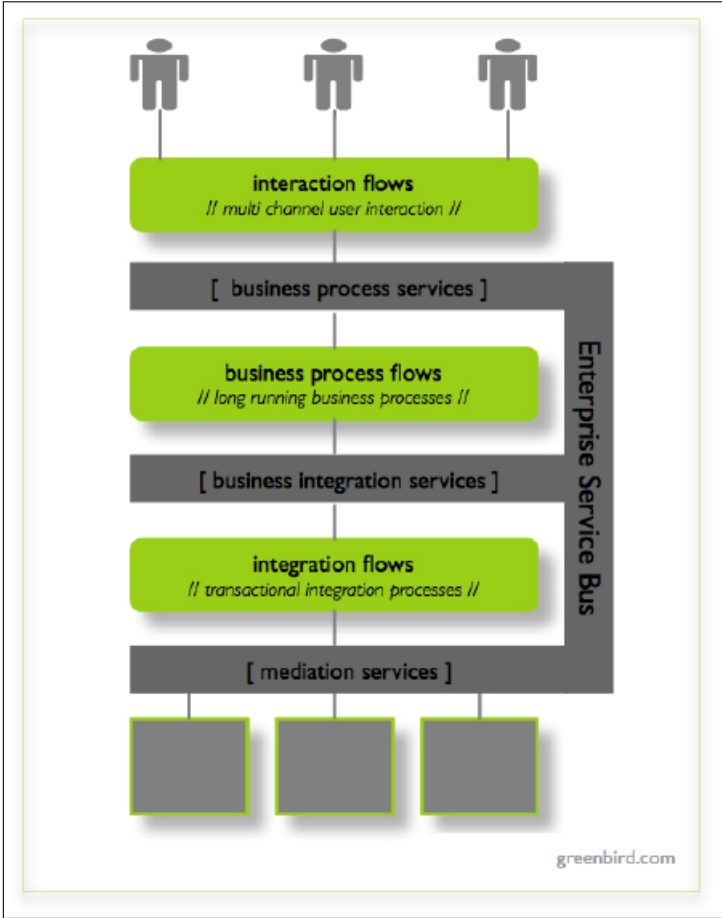 interaction flows
// multi channel user interaction //
[ business process services ]
business process flows
// long running business processes //
[ business integration services ]
integration flows
// transactional integration processes //
[ mediation services ]
Enterprise Service Bus
greenbird.com